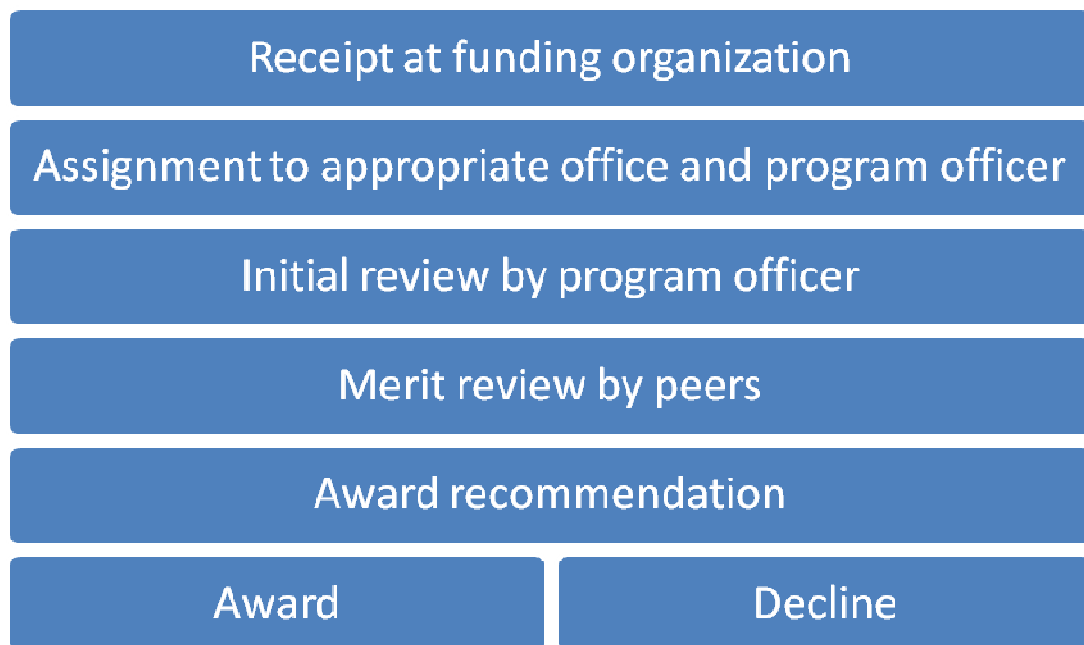 Receipt at funding organization
Assignment to appropriate office and program officer
Initial review by program officer
Merit review by peers
Award recommendation
Award
Decline